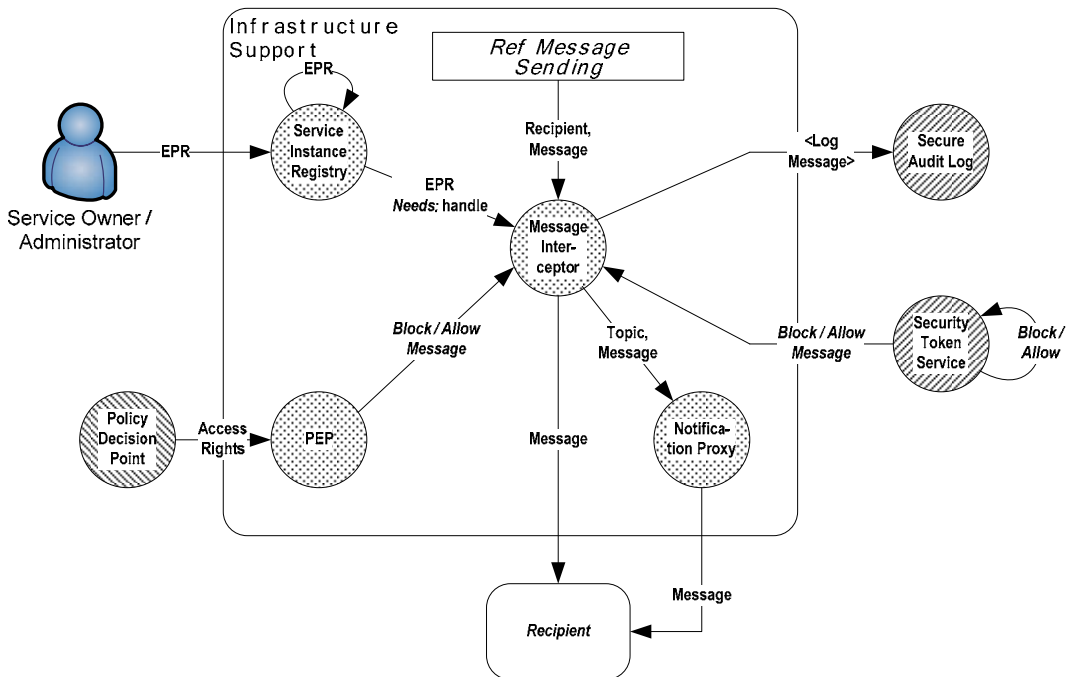 Infrastructure
Support
Ref Message
Sending
EPR
Service
Instance
Registry
EPR
Service Owner /
Administrator
Recipient,
Message
<Log
Message>
Secure
Audit Log
EPR
Needs; handle
Message
Inter-
ceptor
Block / Allow
Message
Topic,
Message
Block / Allow
Message
Security
Token
Service
Block /
Allow
Policy
Decision
Point
Access
Rights
PEP
Message
Notifica-
tion Proxy
Message
Recipient